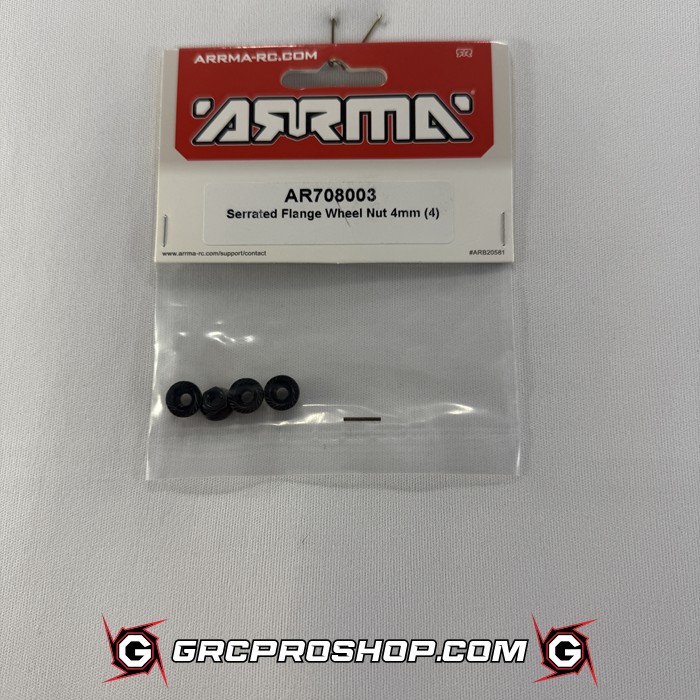 ARRMA-RC.COM
ARRMA
AR708003
Serrated Flange Wheel Nut 4mm (4)
www.arrma-rc.com/support/contact
#ARB20581
G GRCPROSHOP.COM G